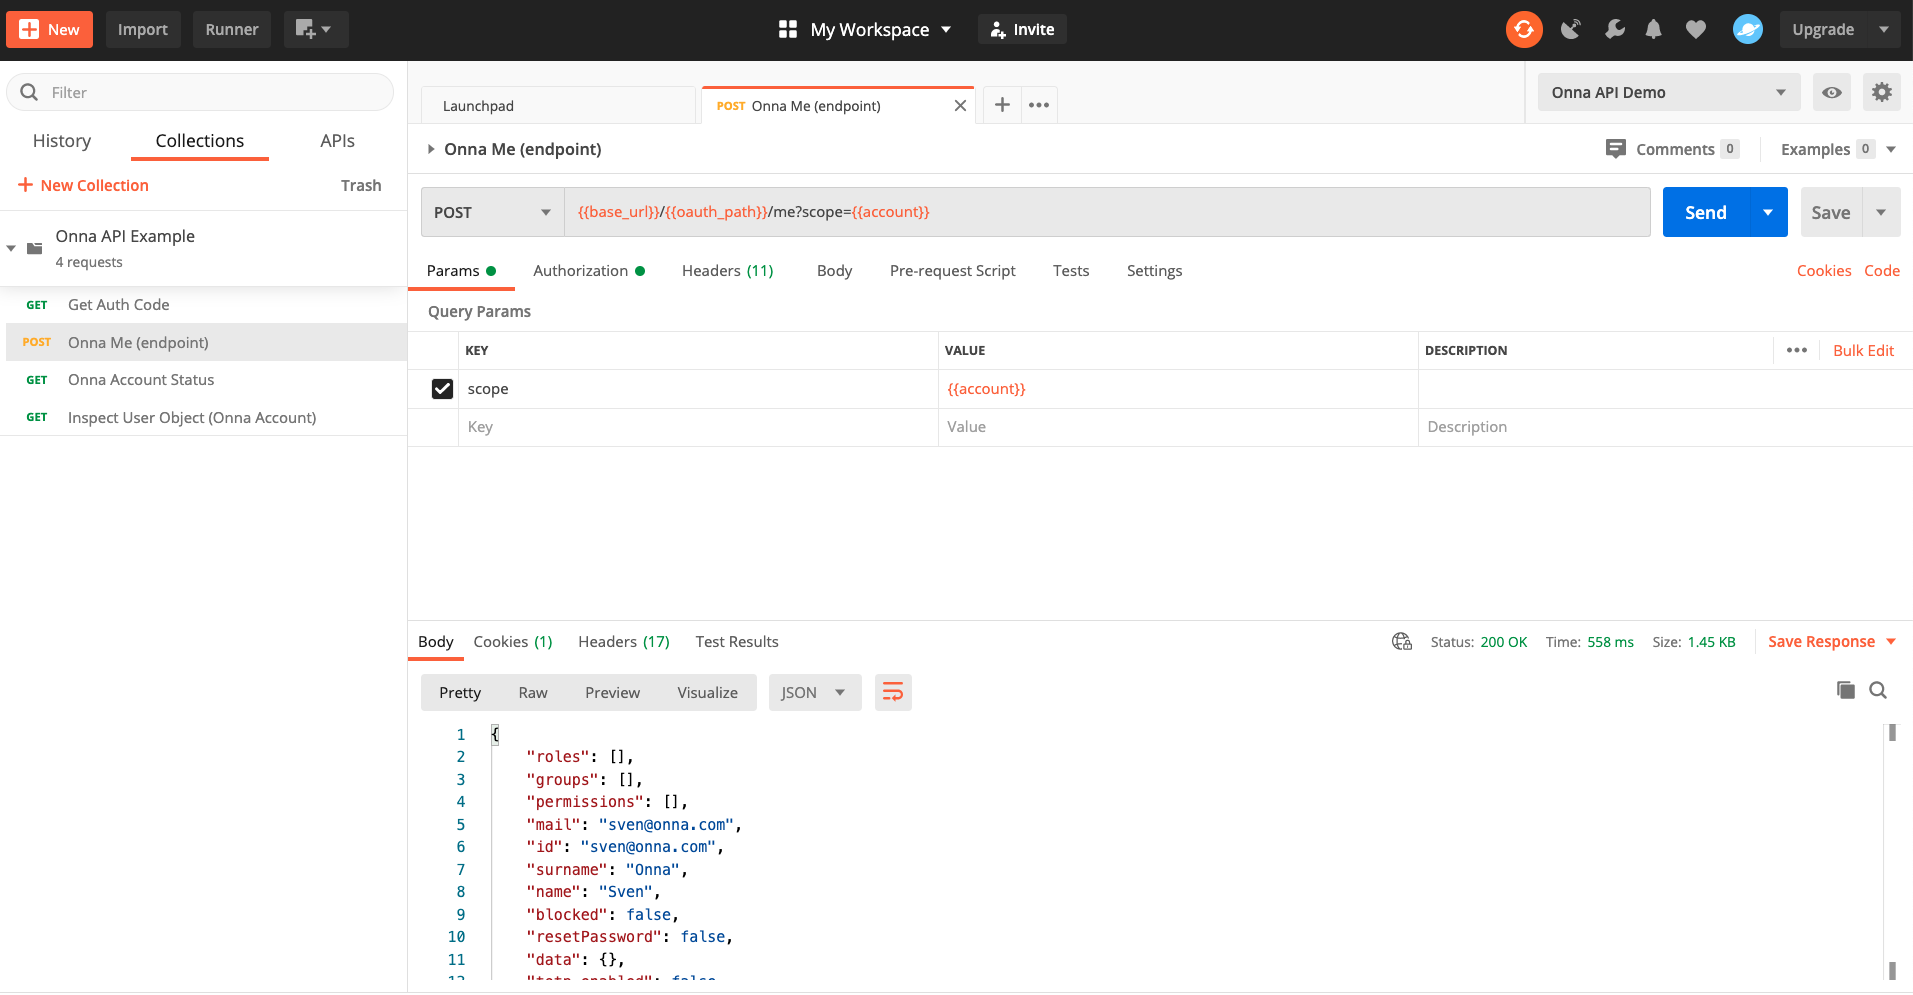 New Import Runner My Workspace Invite Upgrade
Filter
History Collections APIs
New Collection Trash
Onna API Example
4 requests
GET Get Auth Code
POST Onna Me (endpoint)
GET Onna Account Status
GET Inspect User Object (Onna Account)
Launchpad POST Onna Me (endpoint) Onna API Demo
Onna Me (endpoint) Comments 0 Examples 0
POST {{base_url}}/{{oauth_path}}/me?scope={{account}} Send Save
Params Authorization Headers (11) Body Pre-request Script Tests Settings Cookies Code
Query Params
KEY VALUE DESCRIPTION Bulk Edit
scope {{account}}
Key Value Description
Body Cookies (1) Headers (17) Test Results Status: 200 OK Time: 558 ms Size: 1.45 KB Save Response
Pretty Raw Preview Visualize JSON
1 {
2 "roles": [],
3 "groups": [],
4 "permissions": [],
5 "mail": "sven@onna.com",
6 "id": "sven@onna.com",
7 "surname": "Onna",
8 "name": "Sven",
9 "blocked": false,
10 "resetPassword": false,
11 "data": {},